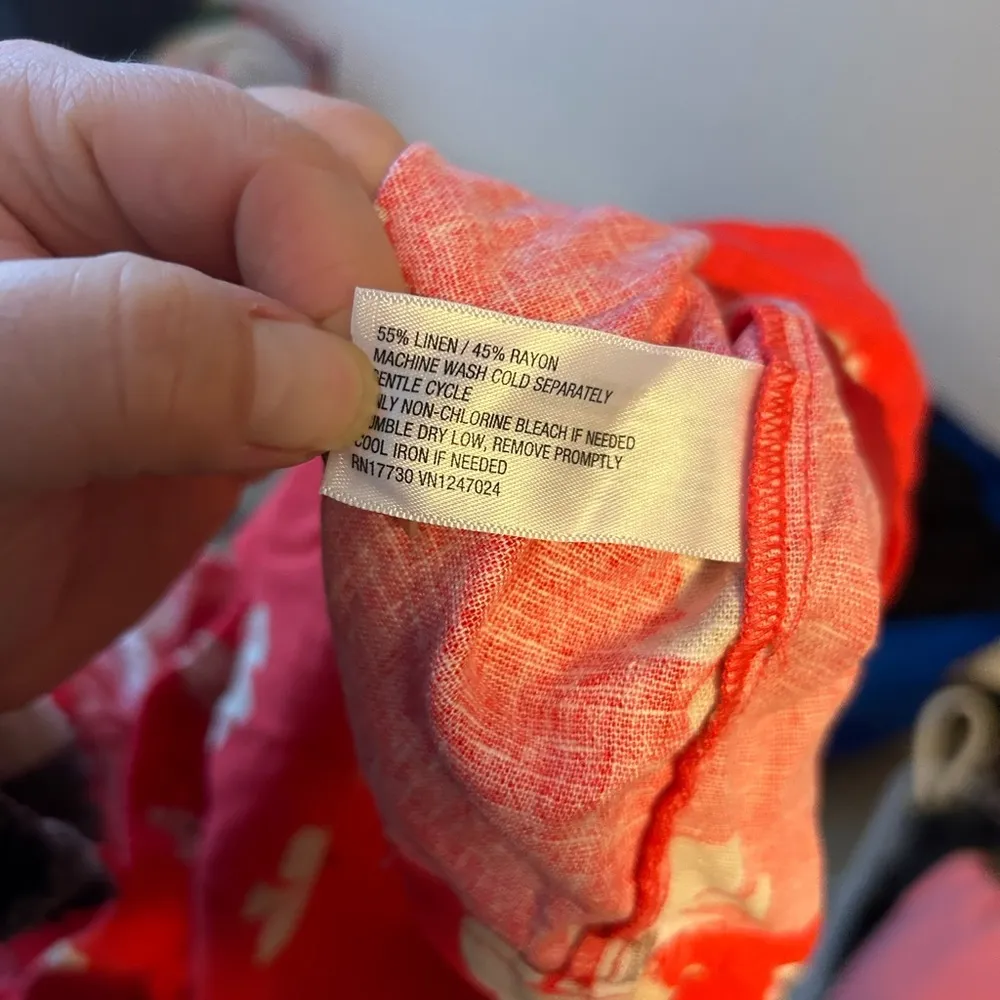 55% LINEN / 45% RAYON
MACHINE WASH COLD SEPARATELY
ENTLE CYCLE
NLY NON-CHLORINE BLEACH IF NEEDED
UMBLE DRY LOW, REMOVE PROMPTLY
COOL IRON IF NEEDED
RN17730 VN1247024